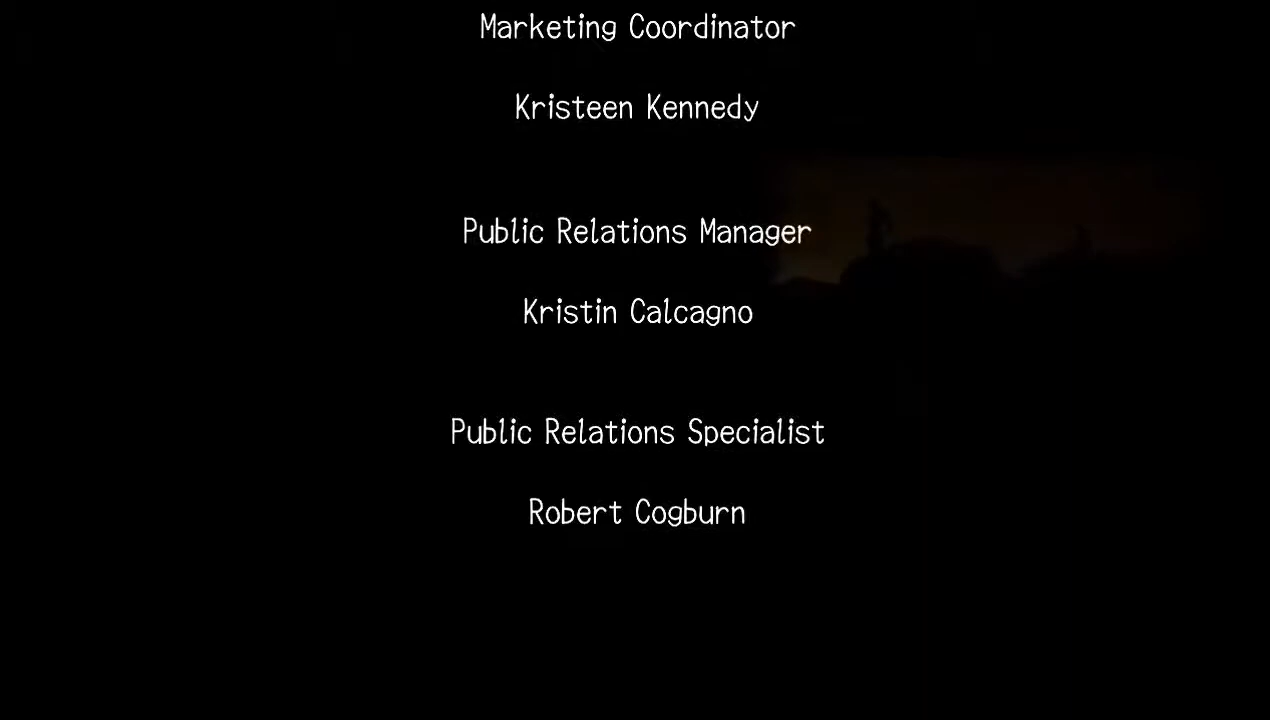 Marketing Coordinator
Kristeen Kennedy
Public Relations Manager
Kristin Calcagno
Public Relations Specialist
Robert Cogburn